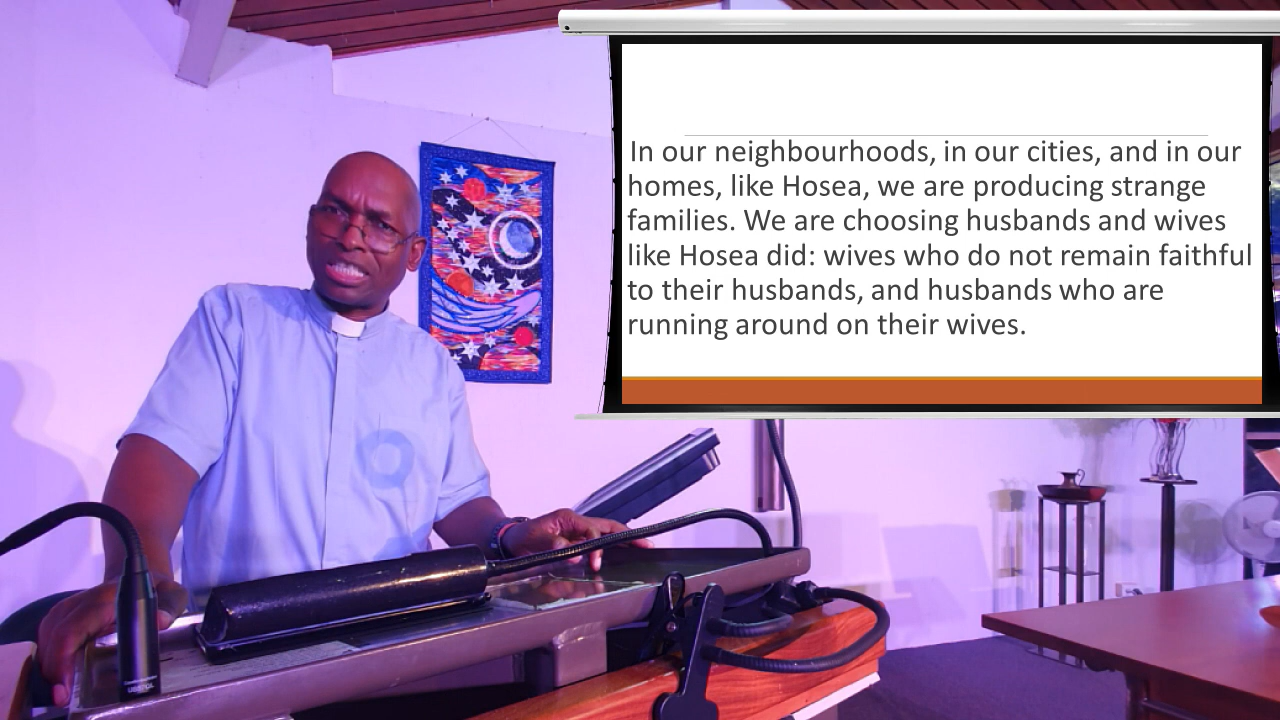 In our neighbourhoods, in our cities, and in our
homes, like Hosea, we are producing strange
families. We are choosing husbands and wives
like Hosea did: wives who do not remain faithful
to their husbands, and husbands who are
running around on their wives.